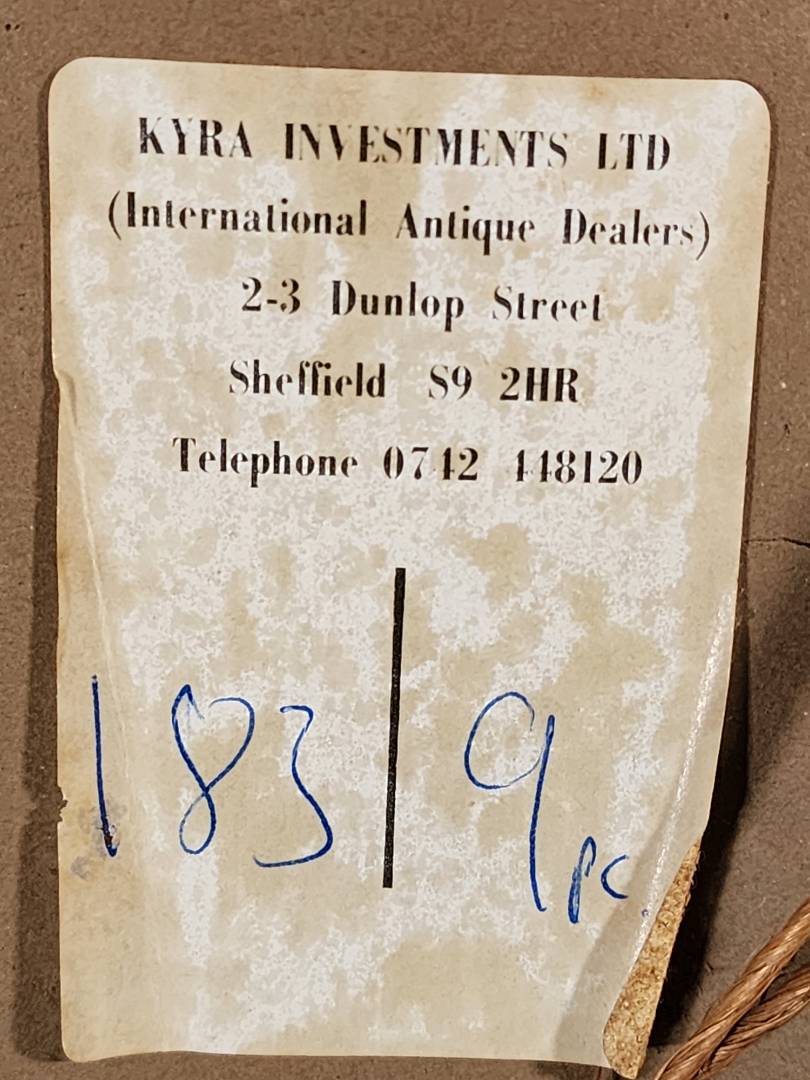 KYRA INVESTMENTS LTD
(International Antique Dealers)
2-3 Dunlop Street
Sheffield S9 2HR
Telephone 0742 448120
183 | 9 pc.